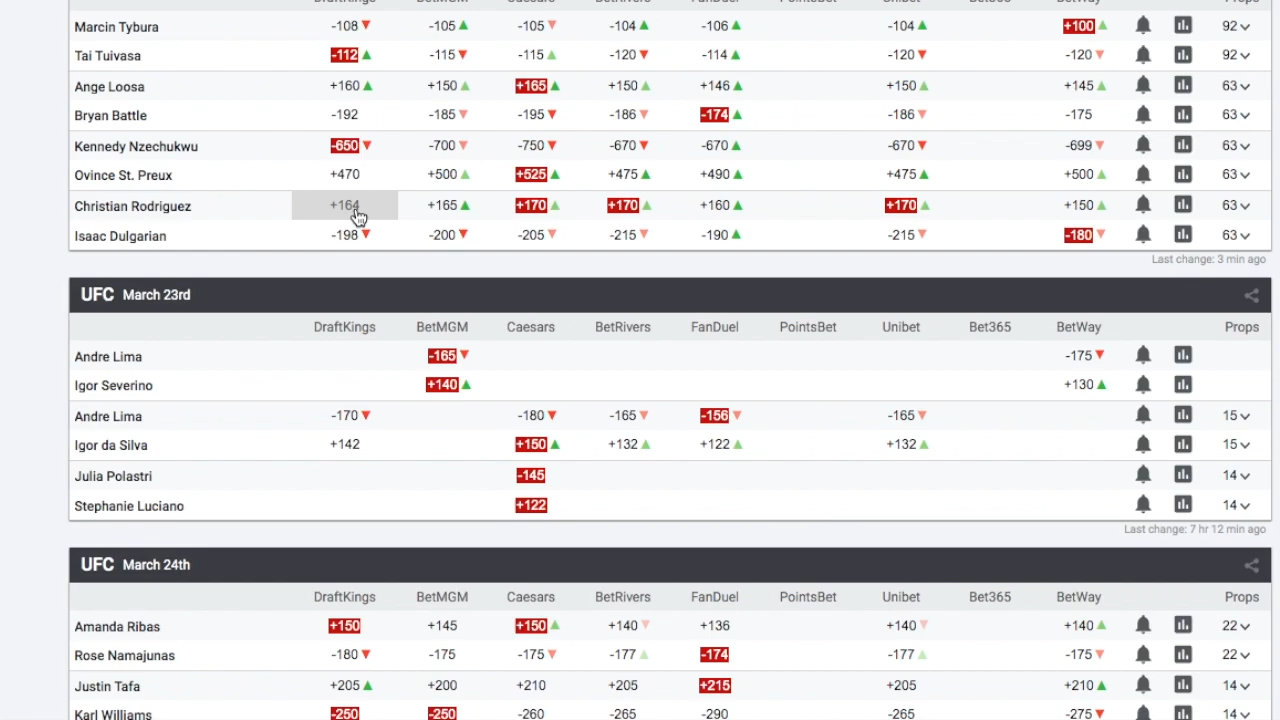 DraftKings BetMGM Caesars BetRivers FanDuel PointsBet Unibet Bet365 BetWay Props
Marcin Tybura -108▼ -105▲ -105▼ -104▲ -106▲ -104▲ +100▲ 92
Tai Tuivasa -112▲ -115▼ -115▲ -120▼ -114▲ -120▼ -120▼ 92
Ange Loosa +160▲ +150▲ +165▲ +150▲ +146▲ +150▲ +145▲ 63
Bryan Battle -192 -185▼ -195▼ -186▼ -174▲ -186▼ -175 63
Kennedy Nzechukwu -650▼ -700▼ -750▼ -670▼ -670▲ -670▼ -699▼ 63
Ovince St. Preux +470 +500▲ +525▲ +475▲ +490▲ +475▲ +500▲ 63
Christian Rodriguez +164 +165▲ +170▲ +170▲ +160▲ +170▲ +150▲ 63
Isaac Dulgarian -198▼ -200▼ -205▼ -215▼ -190▲ -215▼ -180▼ 63
Last change: 3 min ago
UFC March 23rd
DraftKings BetMGM Caesars BetRivers FanDuel PointsBet Unibet Bet365 BetWay Props
Andre Lima -165▼ -175▼
Igor Severino +140▲ +130▲
Andre Lima -170▼ -180▼ -165▼ -156▼ -165▼ 15
Igor da Silva +142 +150▲ +132▲ +122▲ +132▲ 15
Julia Polastri -145 14
Stephanie Luciano +122 14
Last change: 7 hr 12 min ago
UFC March 24th
DraftKings BetMGM Caesars BetRivers FanDuel PointsBet Unibet Bet365 BetWay Props
Amanda Ribas +150 +145 +150▲ +140▼ +136 +140▼ +140▲ 22
Rose Namajunas -180▼ -175 -175▼ -177▲ -174 -177▲ -175▼ 22
Justin Tafa +205▲ +200 +210 +205 +215 +205 +210▲ 14
Karl Williams -250 -250 -260 -265 -290 -265 -275▼ 14